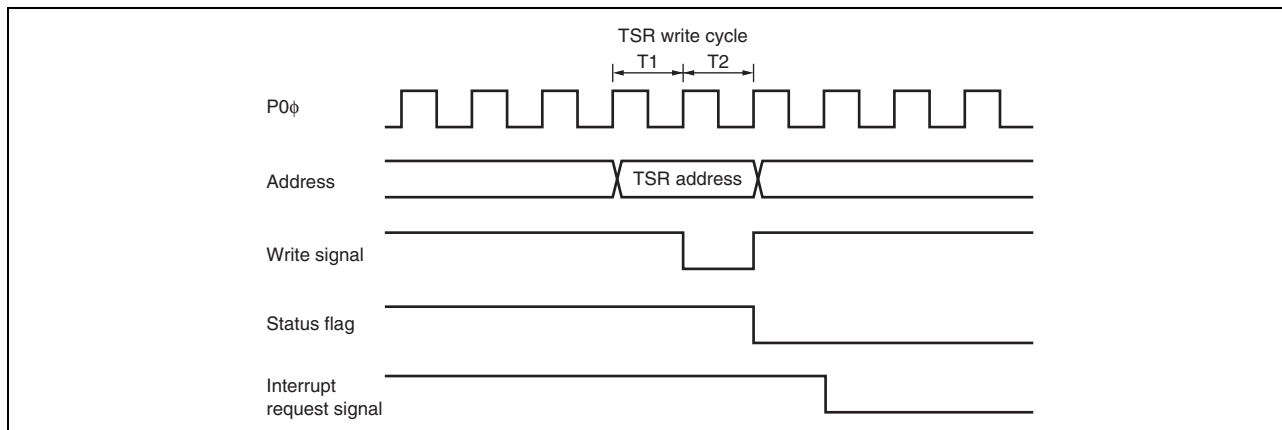 TSR write cycle
T1 T2
P0ϕ
Address
TSR address
Write signal
Status flag
Interrupt
request signal